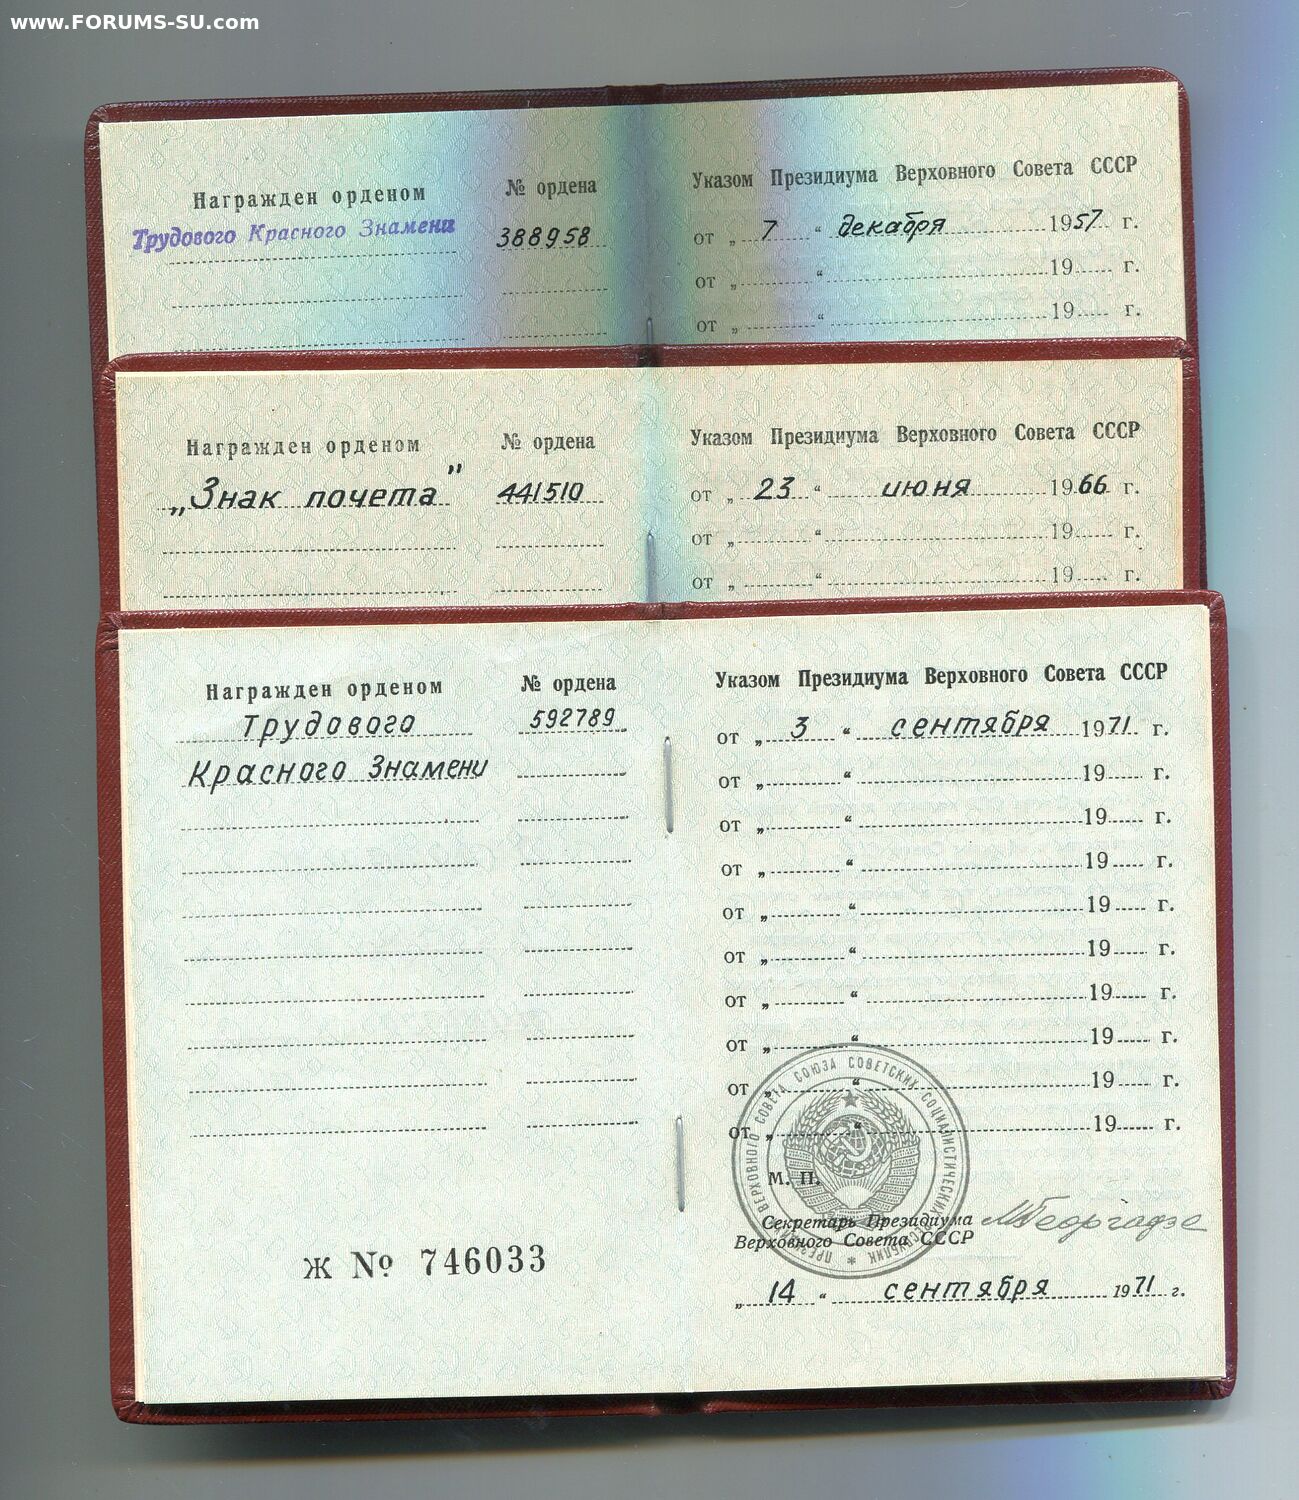 www.FORUMS-SU.com
Награжден орденом № ордена Указом Президиума Верховного Совета СССР
Трудового Красного Знамени 388958 от „ 7 “ декабря 1957 г.
от „ “ 19 г.
от „ “ 19 г.
Награжден орденом № ордена Указом Президиума Верховного Совета СССР
„Знак почета” 441510 от „ 23 “ июня 1966 г.
от „ “ 19 г.
от „ “ 19 г.
Награжден орденом № ордена Указом Президиума Верховного Совета СССР
Трудового 592789 от „ 3 “ сентября 1971 г.
Красного Знамени от „ “ 19 г.
от „ “ 19 г.
от „ “ 19 г.
от „ “ 19 г.
от „ “ 19 г.
от „ “ 19 г.
от „ “ 19 г.
от „ “ 19 г.
от „ “ 19 г.
ПРЕЗИДИУМ ВЕРХОВНОГО СОВЕТА СОЮЗА СОВЕТСКИХ СОЦИАЛИСТИЧЕСКИХ РЕСПУБЛИК *
М. П.
Секретарь Президиума
Верховного Совета СССР МГеоргадзе
Ж № 746033
„ 14 “ сентября 1971 г.